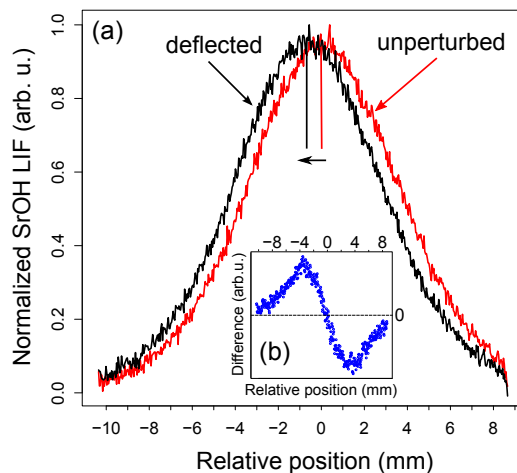 (a)
deflected
unperturbed
Normalized SrOH LIF (arb. u.)
0.0
0.2
0.4
0.6
0.8
1.0
−8 −4 0 4 8
Difference (arb.u.)
0
(b)
Relative position (mm)
−10 −8 −6 −4 −2 0 2 4 6 8
Relative position (mm)